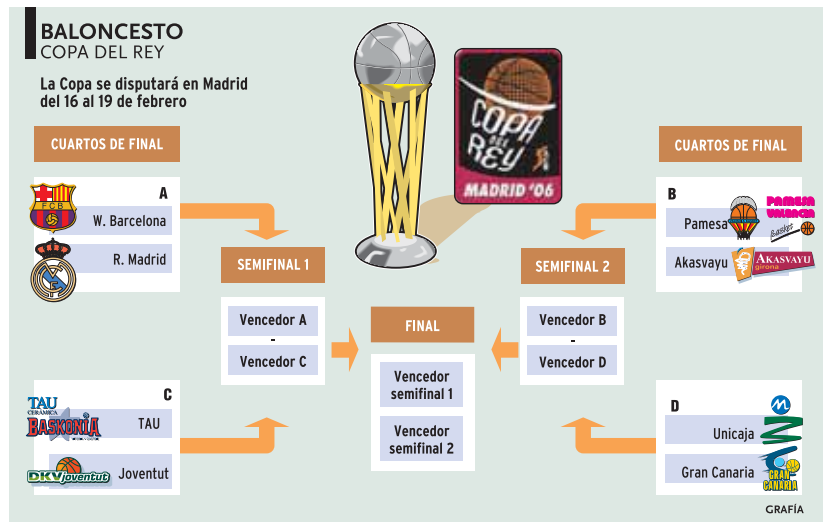 BALONCESTO
COPA DEL REY
La Copa se disputará en Madrid
del 16 al 19 de febrero
COPA
DEL
REY
MADRID '06
CUARTOS DE FINAL
A
FCB
W. Barcelona
R. Madrid
SEMIFINAL 1
Vencedor A
-
Vencedor C
C
TAU
CERÁMICA
BASKONIA
TAU
DKV Joventut
Joventut
FINAL
Vencedor
semifinal 1
Vencedor
semifinal 2
CUARTOS DE FINAL
B
Pamesa
PAMESA
VALENCIA
basket
Akasvayu
AKASVAYU
girona
SEMIFINAL 2
Vencedor B
-
Vencedor D
D
Unicaja
Gran Canaria
GRAN
CANARIA
GRAFÍA